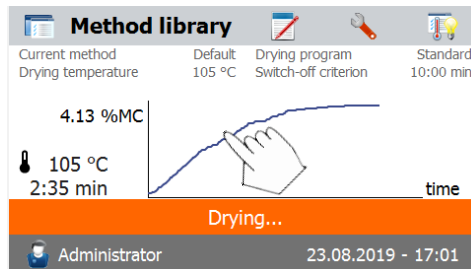 Method library
Current method Default Drying program Standard
Drying temperature 105 °C Switch-off criterion 10:00 min
4.13 %MC
105 °C
2:35 min
time
Drying...
Administrator 23.08.2019 - 17:01